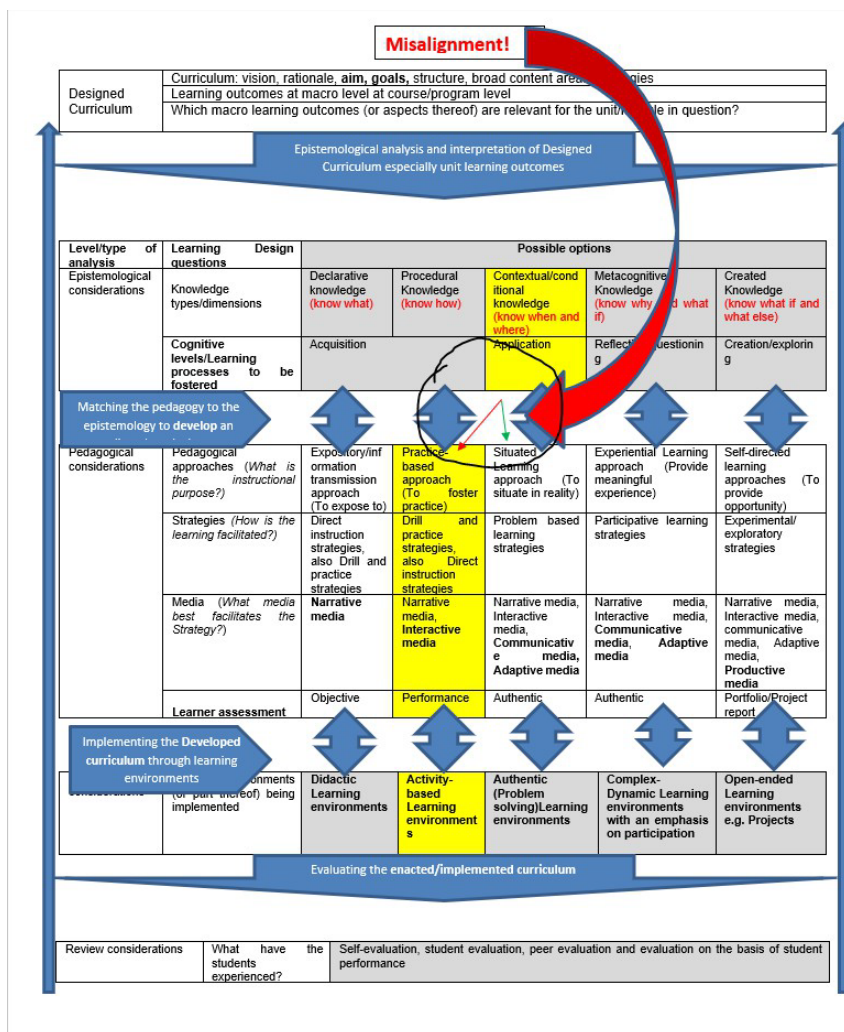 Misalignment!
Designed
Curriculum
Curriculum: vision, rationale, aim, goals, structure, broad content area
Learning outcomes at macro level at course/program level
Which macro learning outcomes (or aspects thereof) are relevant for the unit/ in question?
Epistemological analysis and interpretation of Designed
Curriculum especially unit learning outcomes
Level/type of
analysis
Learning Design
questions
Possible options
Epistemological
considerations
Knowledge
types/dimensions
Declarative
knowledge
(know what)
Procedural
Knowledge
(know how)
Contextual/cond
itional
knowledge
(know when and
where)
Metacognitive
Knowledge
(know why what
if)
Created
Knowledge
(know what if and
what else)
Cognitive
levels/Learning
processes to be
fostered
Acquisition
Application
Creation/explorin
g
Matching the pedagogy to the
epistemology to develop an
Pedagogical
considerations
Pedagogical
approaches (What is
the instructional
purpose?)
Expository/inf
ormation
transmission
approach
(To expose to)
Practice-
based
approach
(To foster
practice)
Situated
Learning
approach (To
situate in reality)
Experiential Learning
approach (Provide
meaningful
experience)
Self-directed
learning
approaches (To
provide
opportunity)
Strategies (How is the
learning facilitated?)
Direct
instruction
strategies,
also Drill and
practice
strategies
Drill and
practice
strategies,
also Direct
instruction
strategies
Problem based
learning
strategies
Participative learning
strategies
Experimental/
exploratory
strategies
Media (What media
best facilitates the
Strategy?)
Narrative
media
Narrative
media,
Interactive
media
Narrative media,
Interactive
media,
Communicativ
e media,
Adaptive media
Narrative media,
Interactive media,
Communicative
media, Adaptive
media
Narrative media,
Interactive media,
communicative
media, Adaptive
media,
Productive
media
Learner assessment
Objective
Performance
Authentic
Authentic
Portfolio/Project
report
Implementing the Developed
curriculum through learning
environments
(or part thereof) being
implemented
Didactic
Learning
environments
Activity-
based
Learning
environment
s
Authentic
(Problem
solving)Learning
environments
Complex-
Dynamic Learning
environments
with an emphasis
on participation
Open-ended
Learning
environments
e.g. Projects
Evaluating the enacted/implemented curriculum
Review considerations
What have the
students
experienced?
Self-evaluation, student evaluation, peer evaluation and evaluation on the basis of student
performance